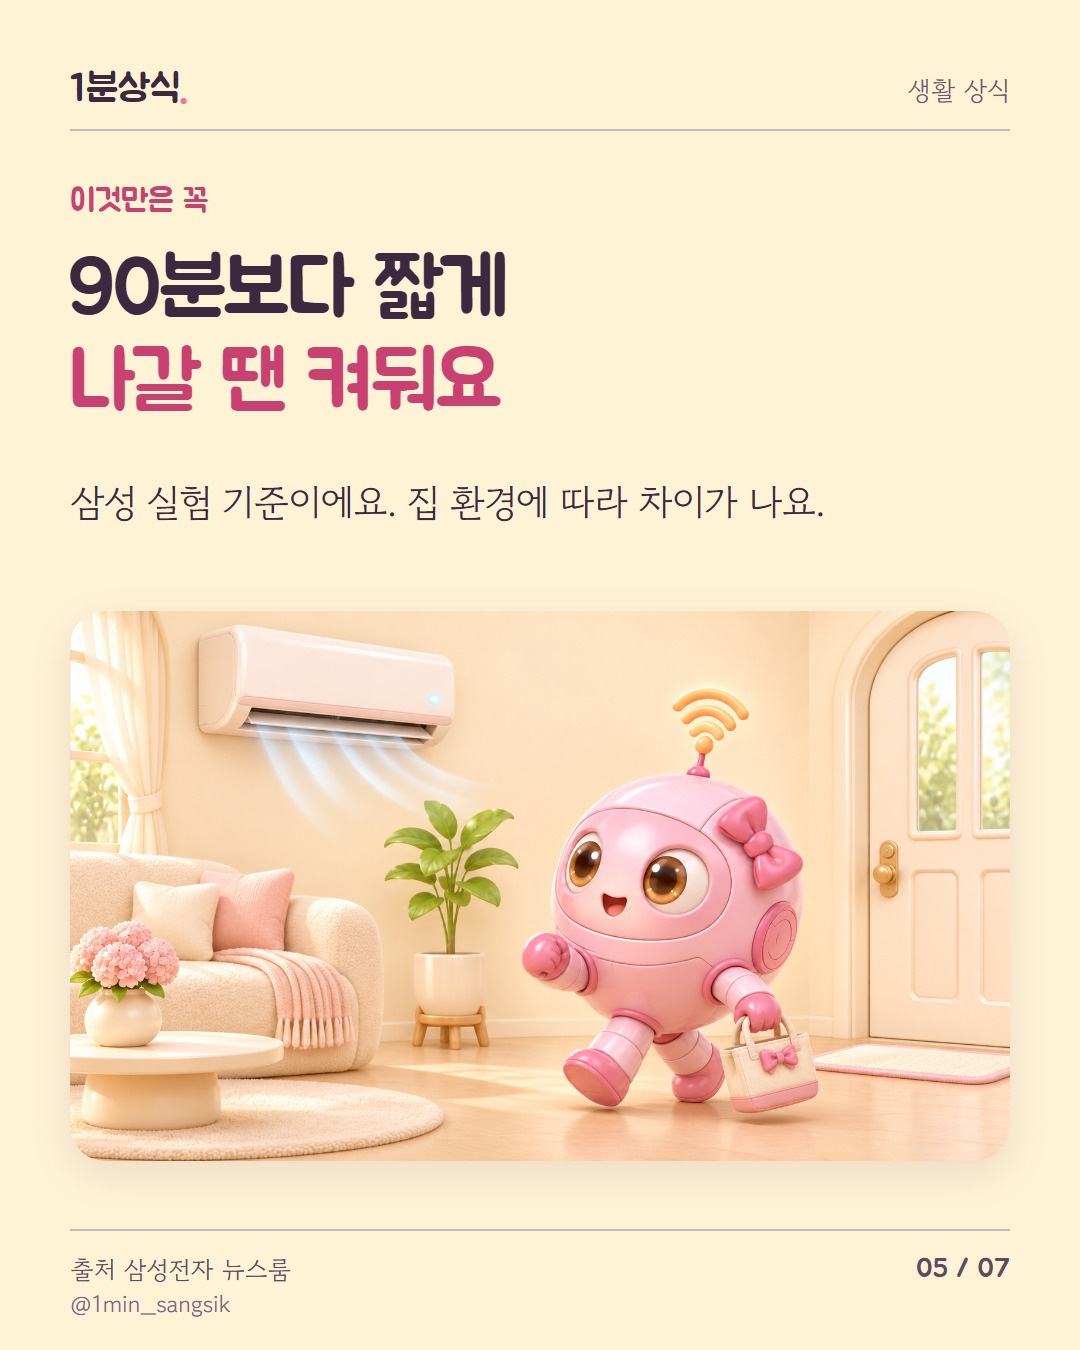 1분상식.
생활 상식
이것만은 꼭
90분보다 짧게
나갈 땐 켜둬요
삼성 실험 기준이에요. 집 환경에 따라 차이가 나요.
출처 삼성전자 뉴스룸
05 / 07
@1min_sangsik